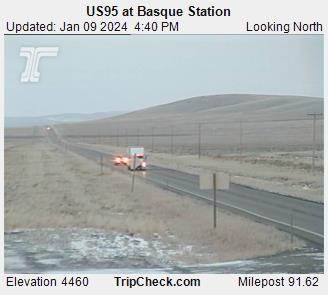 US95 at Basque Station
Updated: Jan 09 2024 4:40 PM Looking North
Elevation 4460 TripCheck.com Milepost 91.62